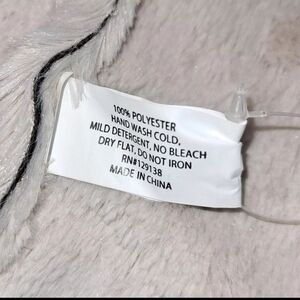 100% POLYESTER
HAND WASH COLD,
MILD DETERGENT, NO BLEACH
DRY FLAT, DO NOT IRON
RN#129138
MADE IN CHINA